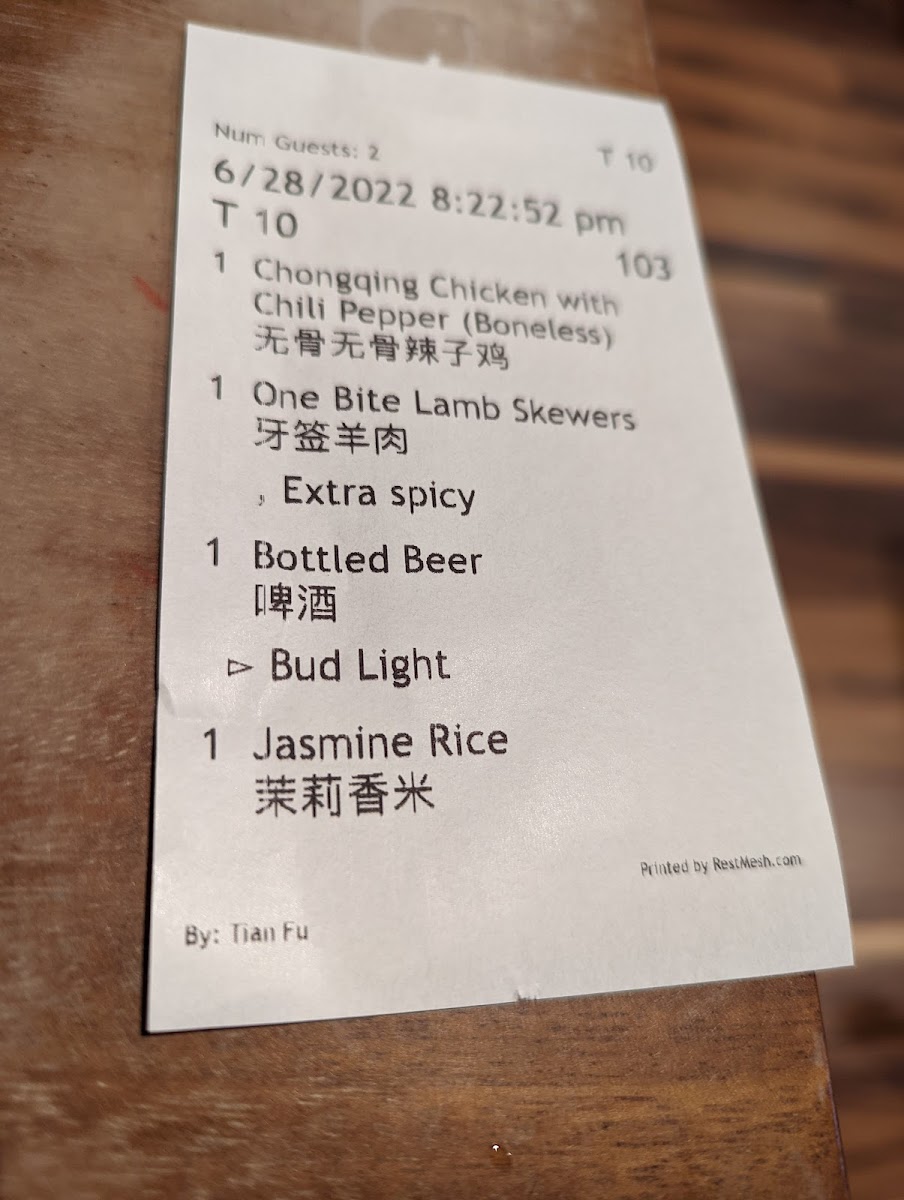 Num Guests: 2
T 10
6/28/2022 8:22:52 pm
T 10
103
1 Chongqing Chicken with
Chili Pepper (Boneless)
无骨无骨辣子鸡
1 One Bite Lamb Skewers
牙签羊肉
, Extra spicy
1 Bottled Beer
啤酒
▻ Bud Light
1 Jasmine Rice
茉莉香米
Printed by RestMesh.com
By: Tian Fu